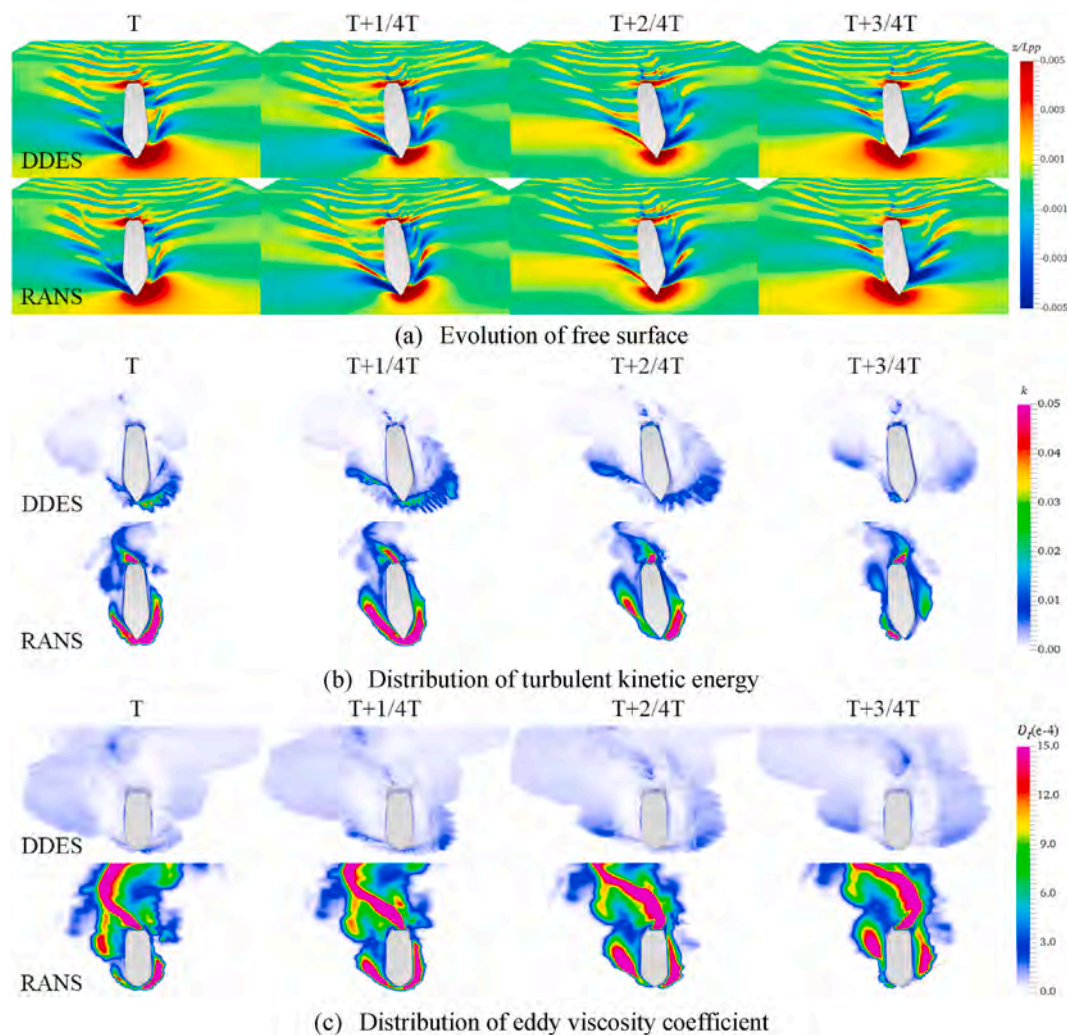 T T+1/4T T+2/4T T+3/4T
z/Lpp
0.005
0.003
0.001
-0.001
-0.003
-0.005
DDES
RANS
(a) Evolution of free surface
T T+1/4T T+2/4T T+3/4T
k
0.05
0.04
0.03
0.02
0.01
0.00
DDES
RANS
(b) Distribution of turbulent kinetic energy
T T+1/4T T+2/4T T+3/4T
υt(e-4)
15.0
12.0
9.0
6.0
3.0
0.0
DDES
RANS
(c) Distribution of eddy viscosity coefficient